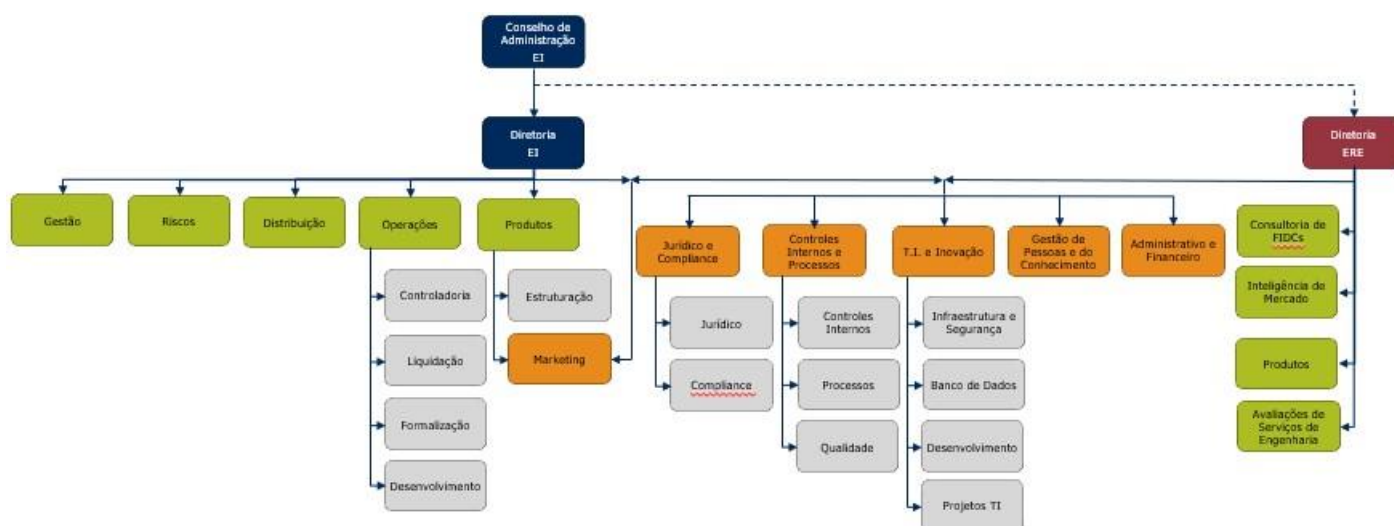 Conselho de
Administração
EI
Diretoria
EI
Diretoria
ERE
Gestão
Riscos
Distribuição
Operações
Produtos
Jurídico e
Compliance
Controles
Internos e
Processos
T.I. e Inovação
Gestão de
Pessoas e do
Conhecimento
Administrativo e
Financeiro
Consultoria de
FIDCs
Inteligência de
Mercado
Produtos
Avaliações de
Serviços de
Engenharia
Controladoria
Liquidação
Formalização
Desenvolvimento
Estruturação
Marketing
Jurídico
Compliance
Controles
Internos
Processos
Qualidade
Infraestrutura e
Segurança
Banco de Dados
Desenvolvimento
Projetos TI